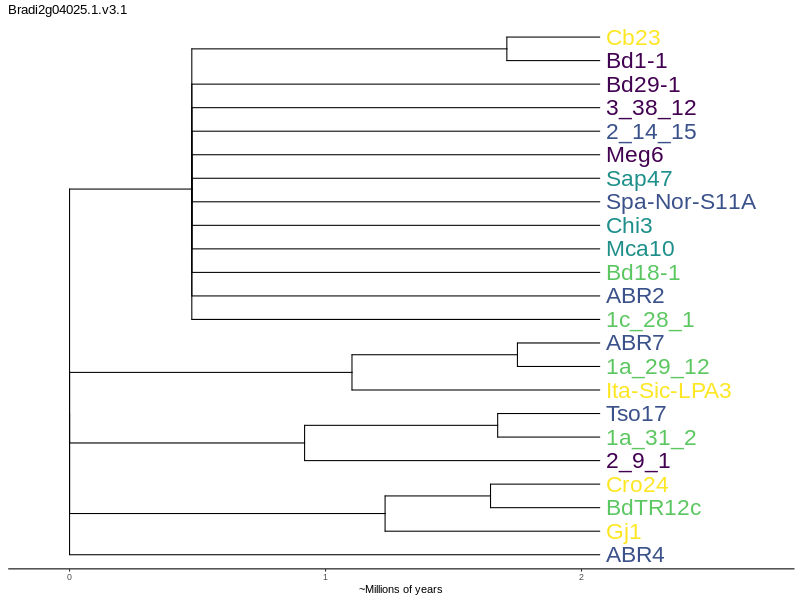 Bradi2g04025.1.v3.1
Cb23
Bd1-1
Bd29-1
3_38_12
2_14_15
Meg6
Sap47
Spa-Nor-S11A
Chi3
Mca10
Bd18-1
ABR2
1c_28_1
ABR7
1a_29_12
Ita-Sic-LPA3
Tso17
1a_31_2
2_9_1
Cro24
BdTR12c
Gj1
ABR4
0 1 2
~Millions of years